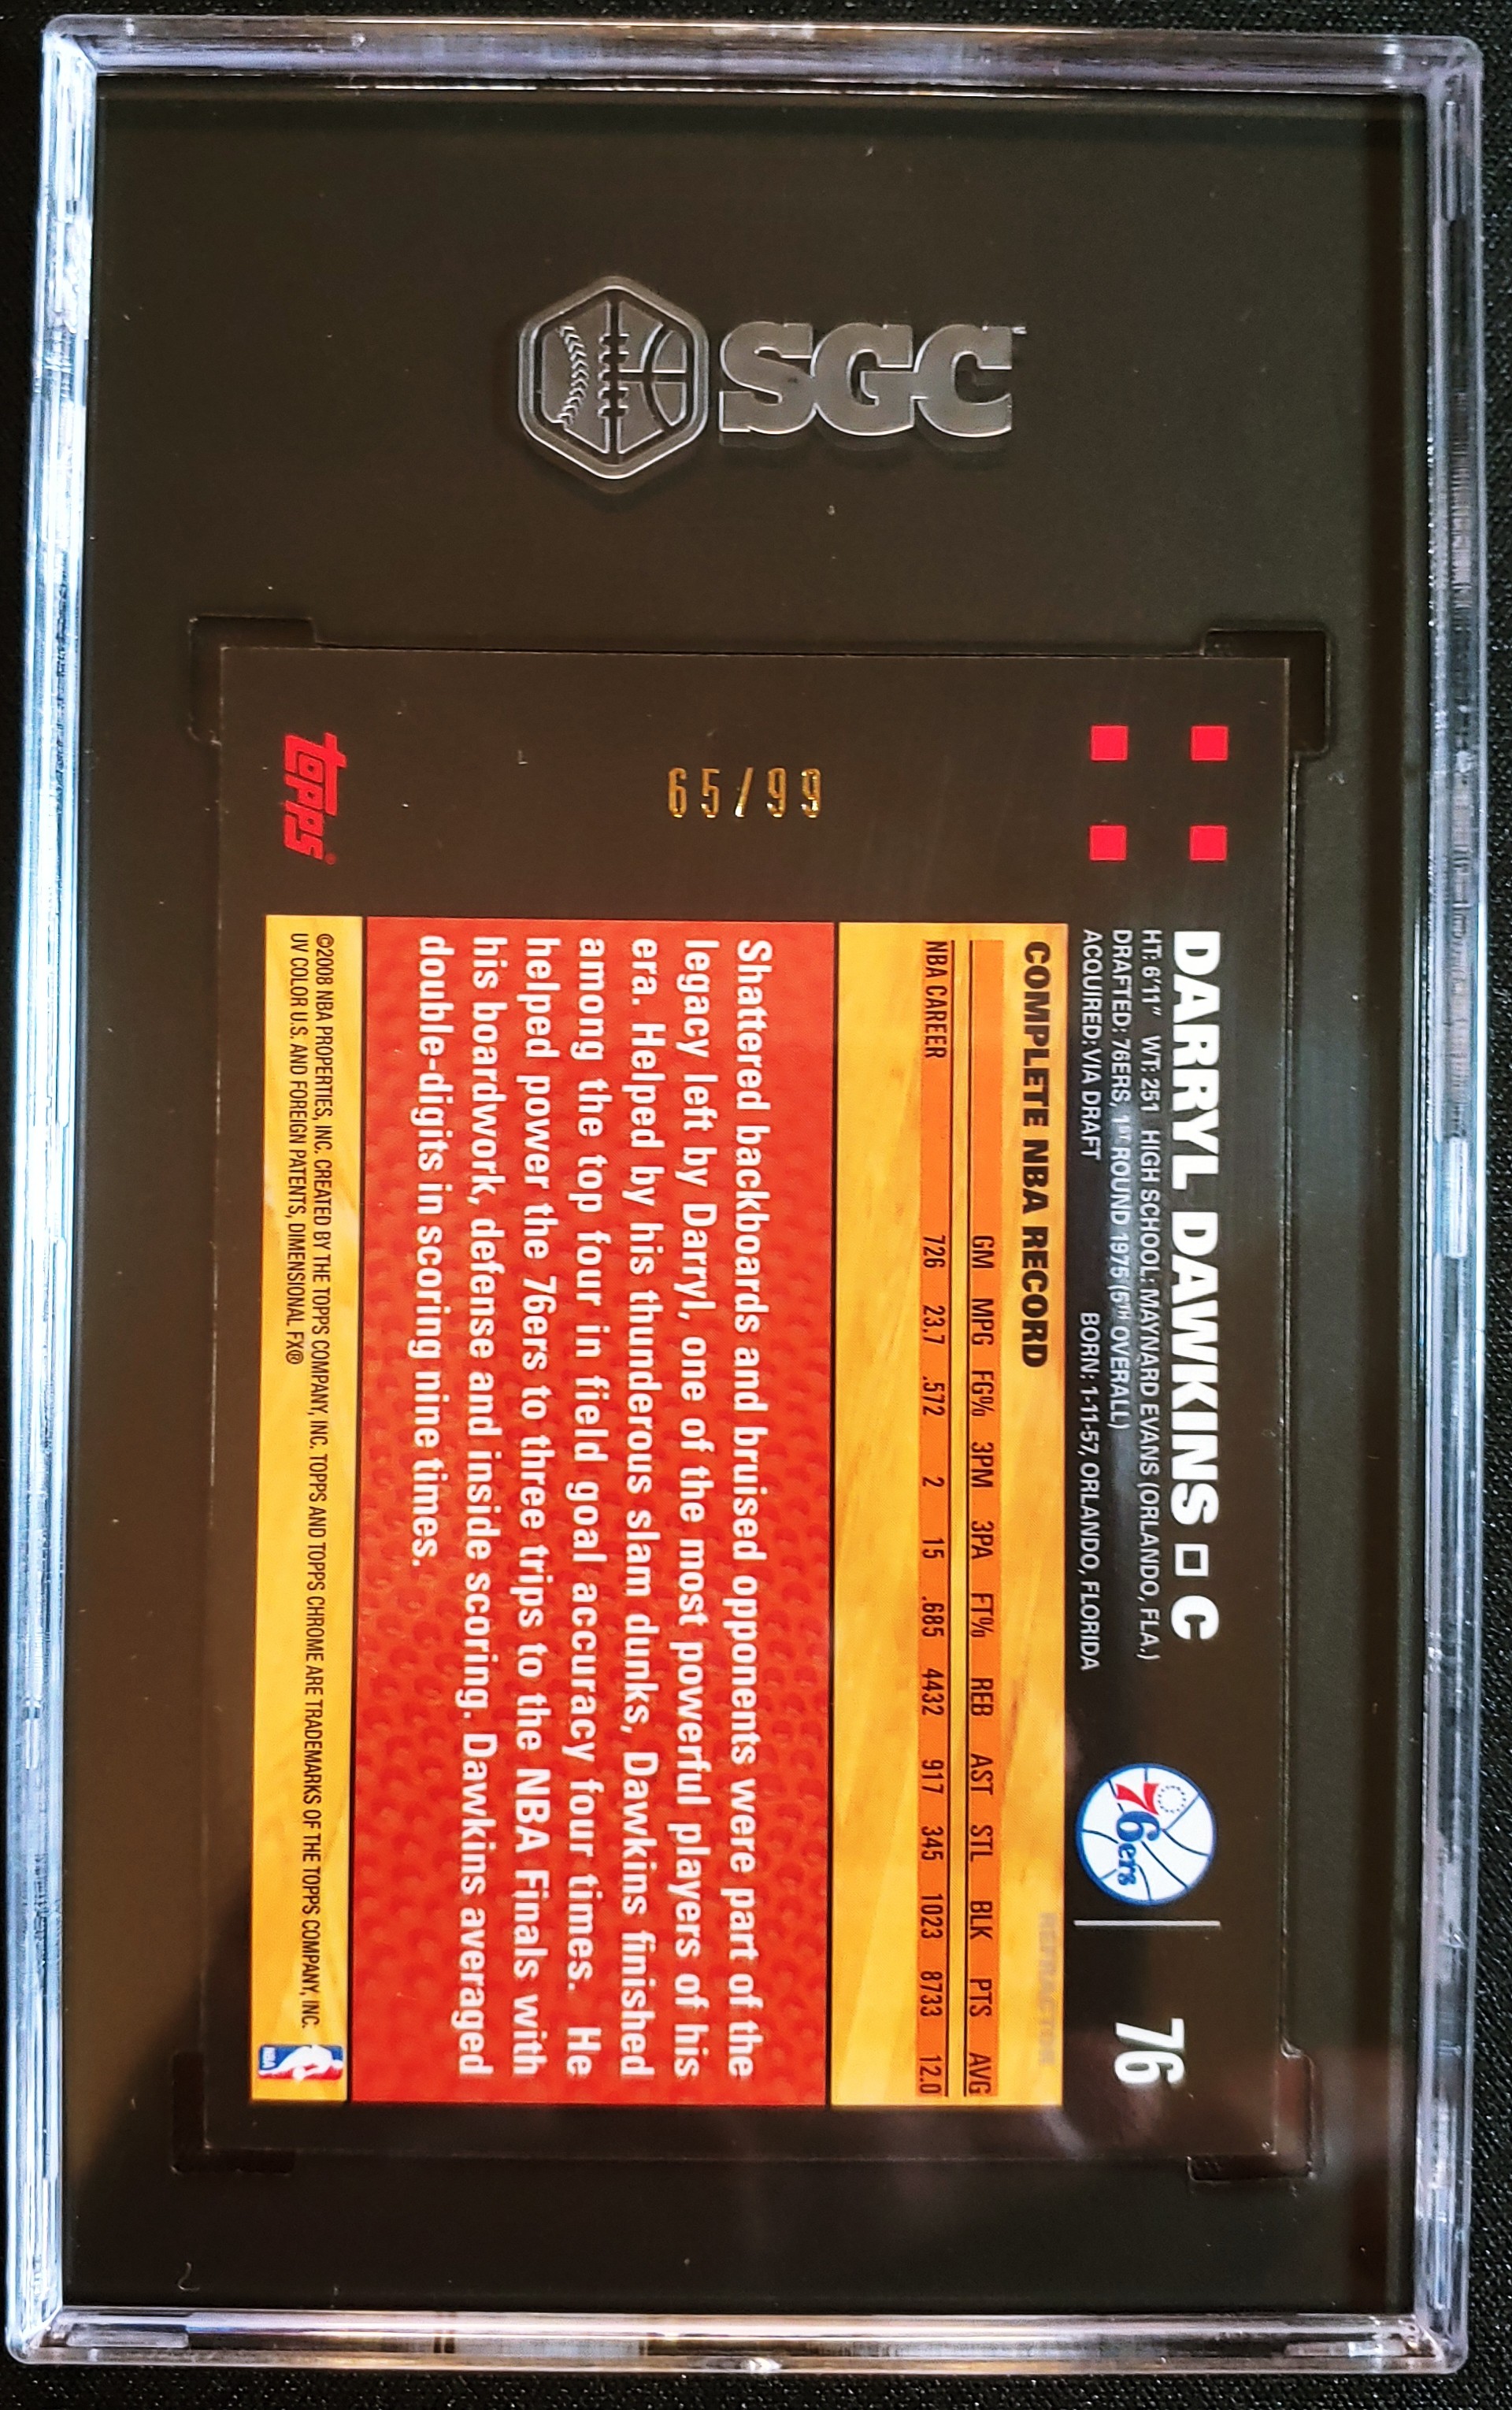 SGC
65/99
topps
DARRYL DAWKINS □ C
HT: 6'11" WT: 251 HIGH SCHOOL: MAYNARD EVANS (ORLANDO, FLA.)
DRAFTED: 76ERS, 1ST ROUND 1975 (5TH OVERALL)
ACQUIRED: VIA DRAFT BORN: 1-11-57, ORLANDO, FLORIDA
76ers
76
REFRACTOR
COMPLETE NBA RECORD
GM MPG FG% 3PM 3PA FT% REB AST STL BLK PTS AVG
NBA CAREER 726 23.7 .572 2 15 .685 4432 917 345 1023 8733 12.0
Shattered backboards and bruised opponents were part of the
legacy left by Darryl, one of the most powerful players of his
era. Helped by his thunderous slam dunks, Dawkins finished
among the top four in field goal accuracy four times. He
helped power the 76ers to three trips to the NBA Finals with
his boardwork, defense and inside scoring. Dawkins averaged
double-digits in scoring nine times.
©2008 NBA PROPERTIES, INC. CREATED BY THE TOPPS COMPANY, INC. TOPPS AND TOPPS CHROME ARE TRADEMARKS OF THE TOPPS COMPANY, INC.
UV COLOR U.S. AND FOREIGN PATENTS, DIMENSIONAL FX®
NBA